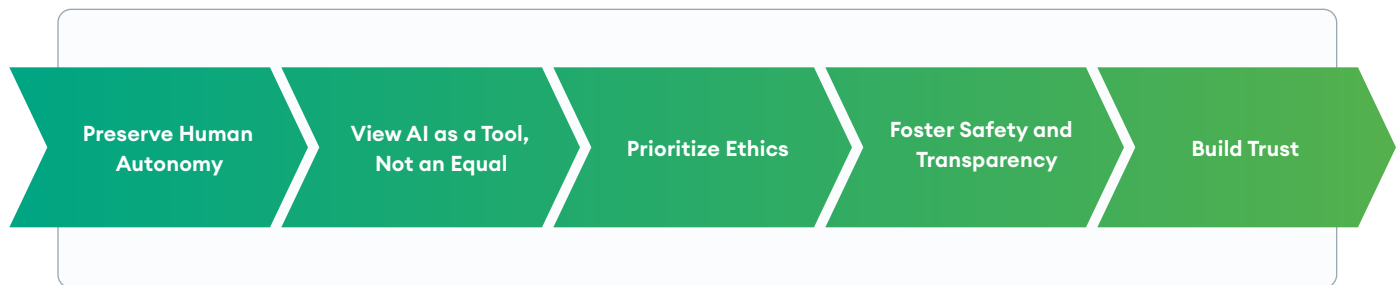 Preserve Human
Autonomy
View AI as a Tool,
Not an Equal
Prioritize Ethics
Foster Safety and
Transparency
Build Trust